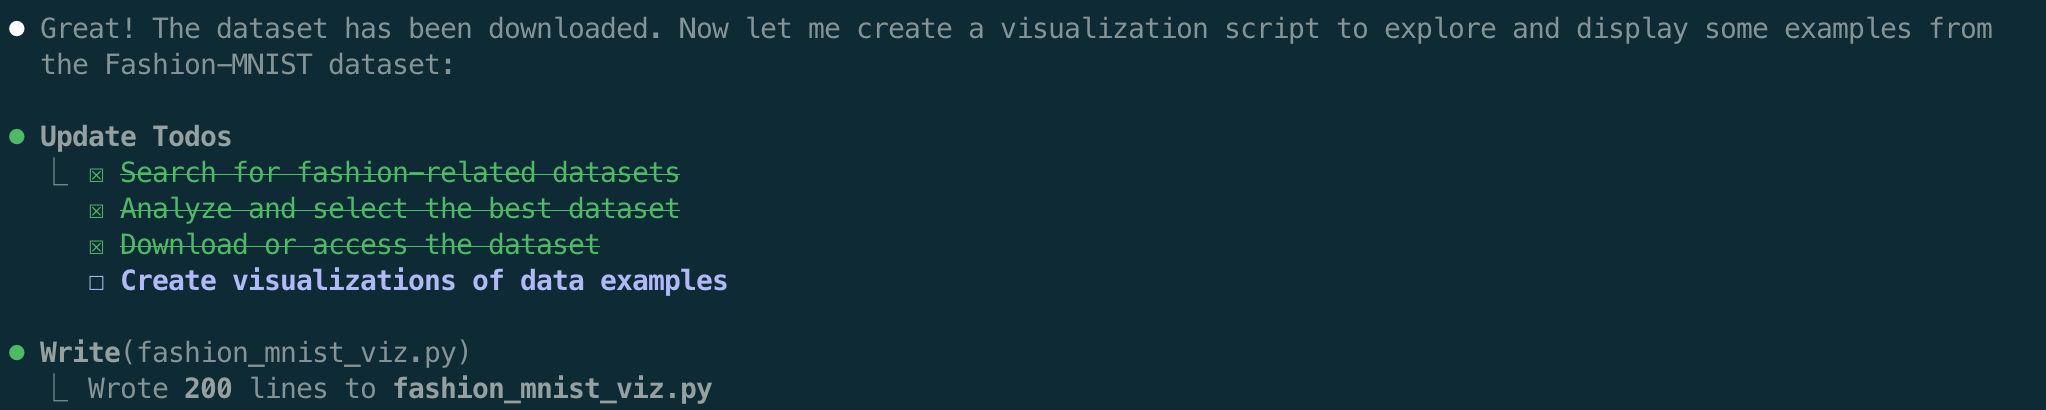 ● Great! The dataset has been downloaded. Now let me create a visualization script to explore and display some examples from
the Fashion-MNIST dataset:
● Update Todos
⎿ ☒ Search for fashion-related datasets
☒ Analyze and select the best dataset
☒ Download or access the dataset
☐ Create visualizations of data examples
● Write(fashion_mnist_viz.py)
⎿ Wrote 200 lines to fashion_mnist_viz.py